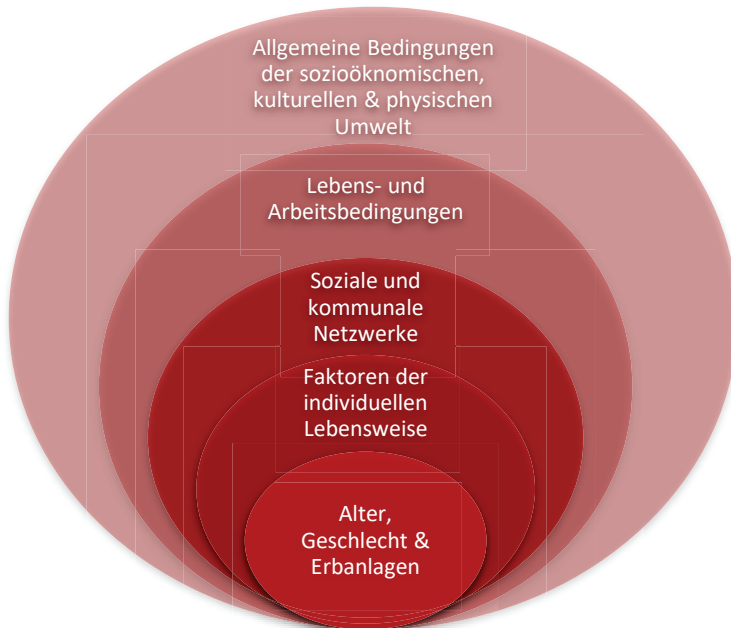 Allgemeine Bedingungen
der sozioöknomischen,
kulturellen & physischen
Umwelt
Lebens- und
Arbeitsbedingungen
Soziale und
kommunale
Netzwerke
Faktoren der
individuellen
Lebensweise
Alter,
Geschlecht &
Erbanlagen